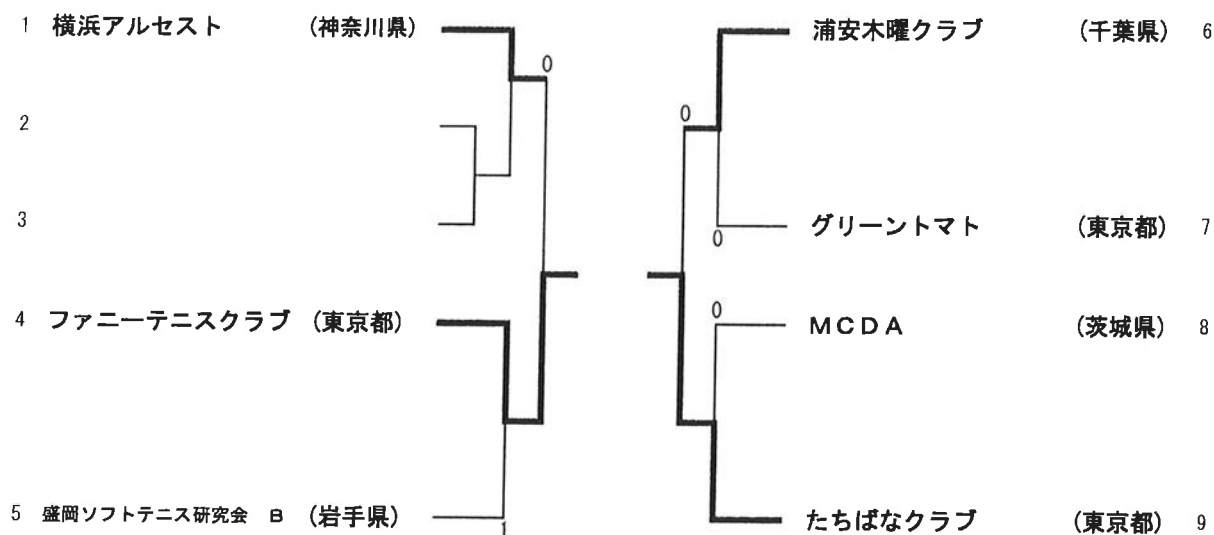 1 横浜アルセスト (神奈川県)
0
2
3
4 ファニーテニスクラブ (東京都)
5 盛岡ソフトテニス研究会 B (岩手県)
1
浦安木曜クラブ (千葉県) 6
0
グリーントマト (東京都) 7
0
0
MCDA (茨城県) 8
たちばなクラブ (東京都) 9